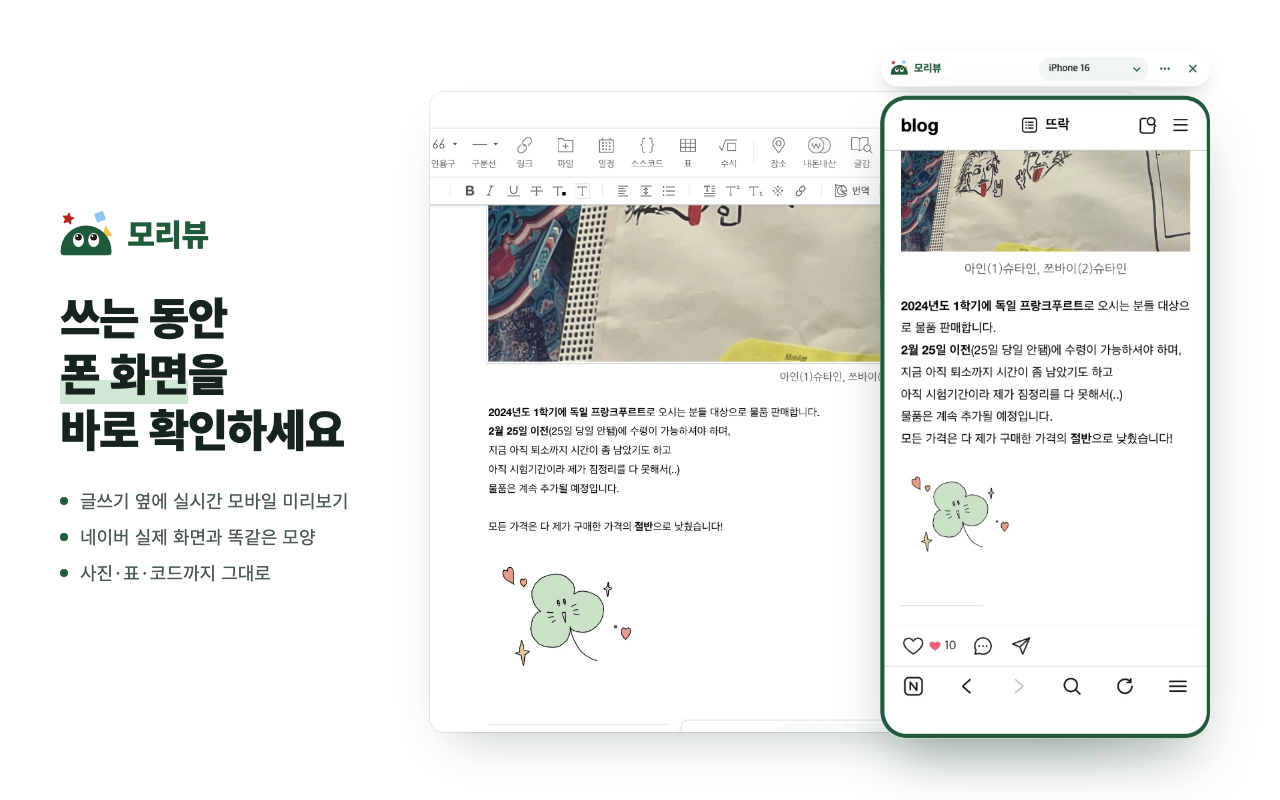 모리뷰
쓰는 동안
폰 화면을
바로 확인하세요
글쓰기 옆에 실시간 모바일 미리보기
네이버 실제 화면과 똑같은 모양
사진·표·코드까지 그대로
66
인용구 구분선 링크 파일 일정 소스코드 표 수식 장소 내돈내산 글감
B I U T T T T¹ T₁ 번역
아인(1)슈타인, 쯔바이(
2024년도 1학기에 독일 프랑크푸르트로 오시는 분들 대상으로 물품 판매합니다.
2월 25일 이전(25일 당일 안됌)에 수령이 가능하셔야 하며,
지금 아직 퇴소까지 시간이 좀 남았기도 하고
아직 시험기간이라 제가 짐정리를 다 못해서(..)
물품은 계속 추가될 예정입니다.
모든 가격은 다 제가 구매한 가격의 절반으로 낮췄습니다!
모리뷰 iPhone 16
blog 뜨락
아인(1)슈타인, 쯔바이(2)슈타인
2024년도 1학기에 독일 프랑크푸르트로 오시는 분들 대상으
로 물품 판매합니다.
2월 25일 이전(25일 당일 안됌)에 수령이 가능하셔야 하며,
지금 아직 퇴소까지 시간이 좀 남았기도 하고
아직 시험기간이라 제가 짐정리를 다 못해서(..)
물품은 계속 추가될 예정입니다.
모든 가격은 다 제가 구매한 가격의 절반으로 낮췄습니다!
10
N